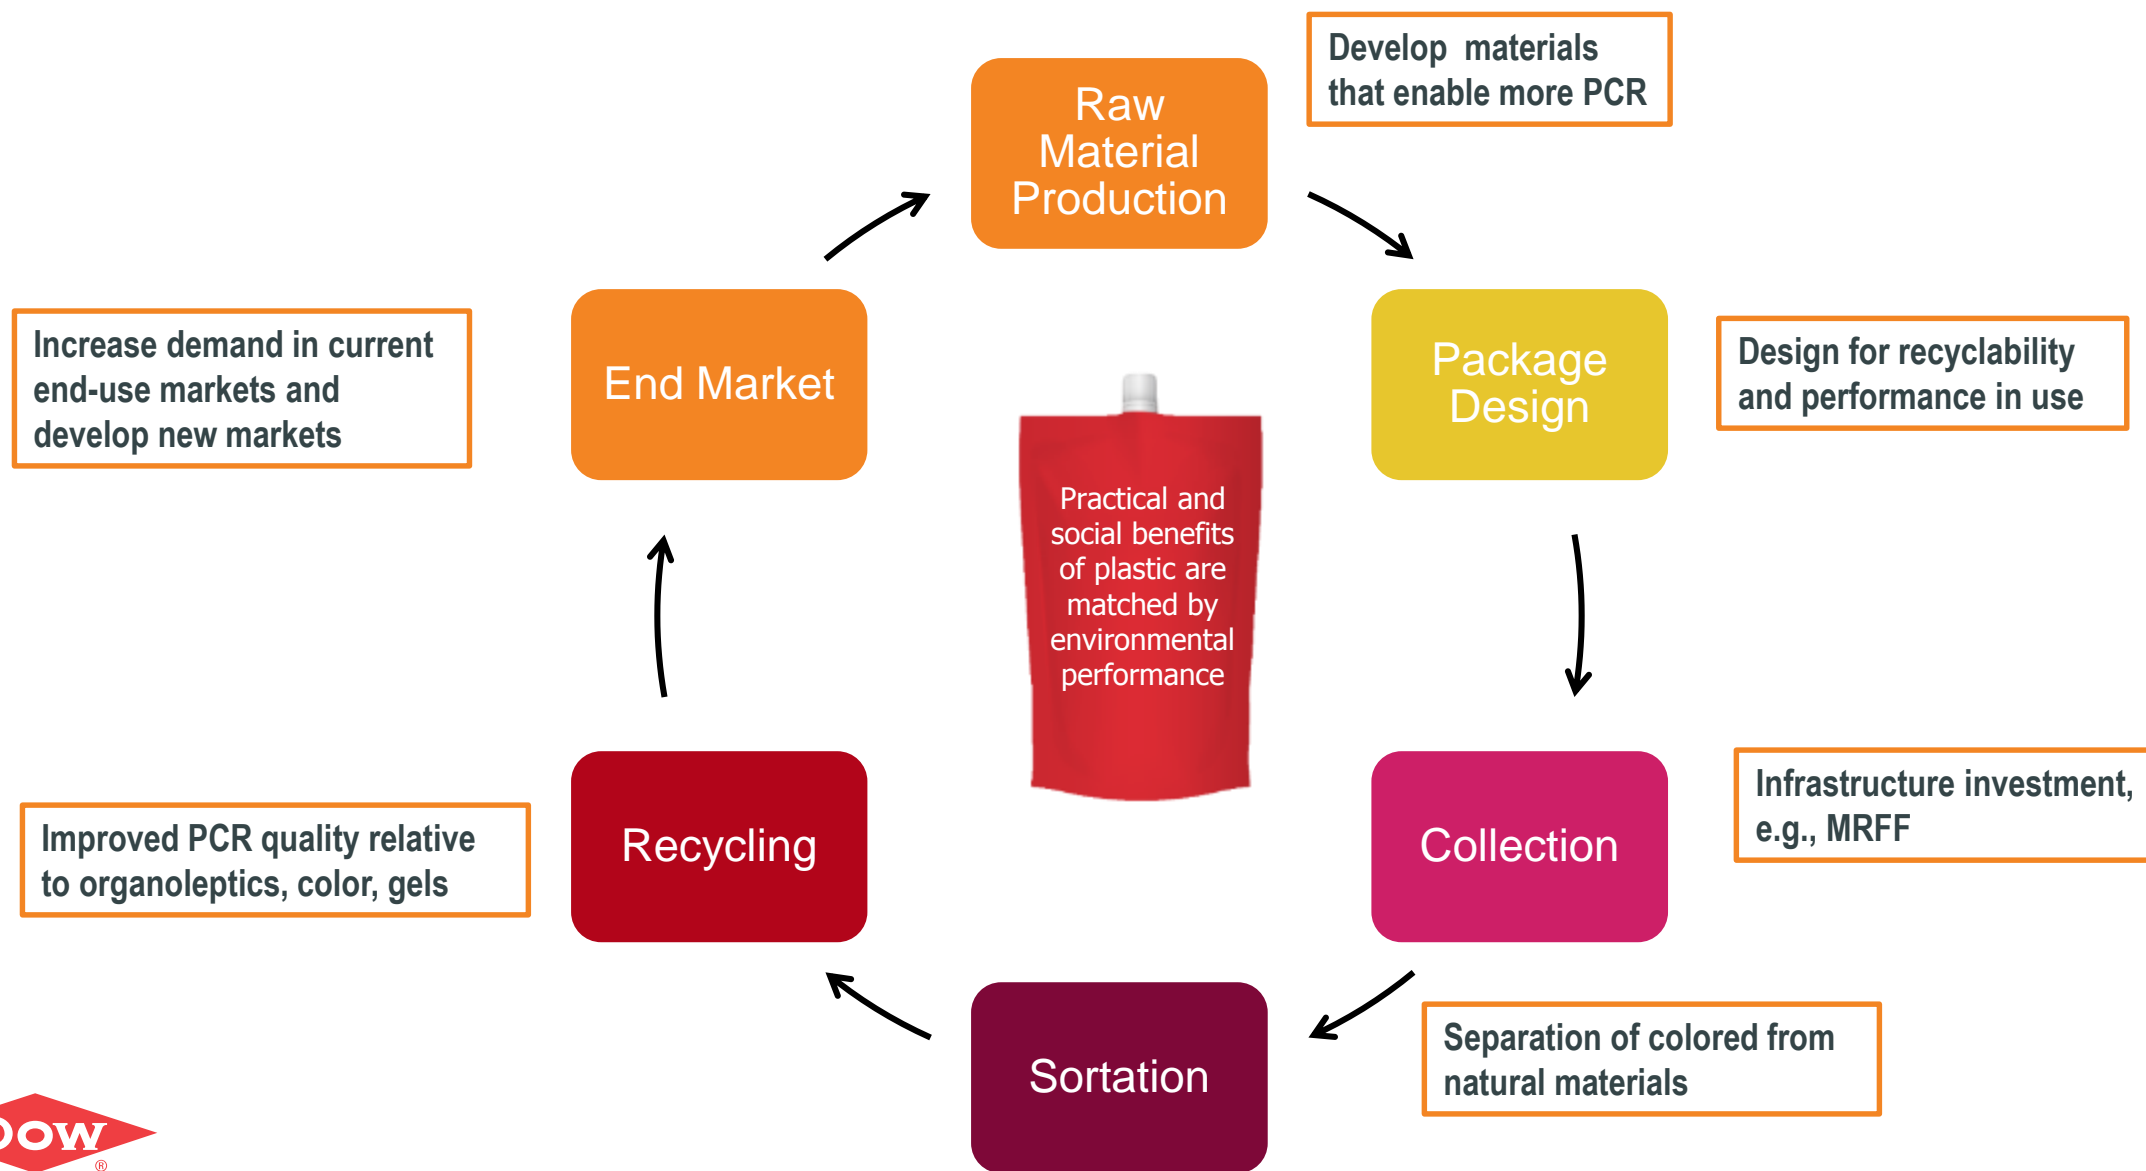 Raw
Material
Production
Develop materials
that enable more PCR
Package
Design
Design for recyclability
and performance in use
Collection
Infrastructure investment,
e.g., MRFF
Sortation
Separation of colored from
natural materials
Recycling
Improved PCR quality relative
to organoleptics, color, gels
End Market
Increase demand in current
end-use markets and
develop new markets
Practical and
social benefits
of plastic are
matched by
environmental
performance
Dow
®